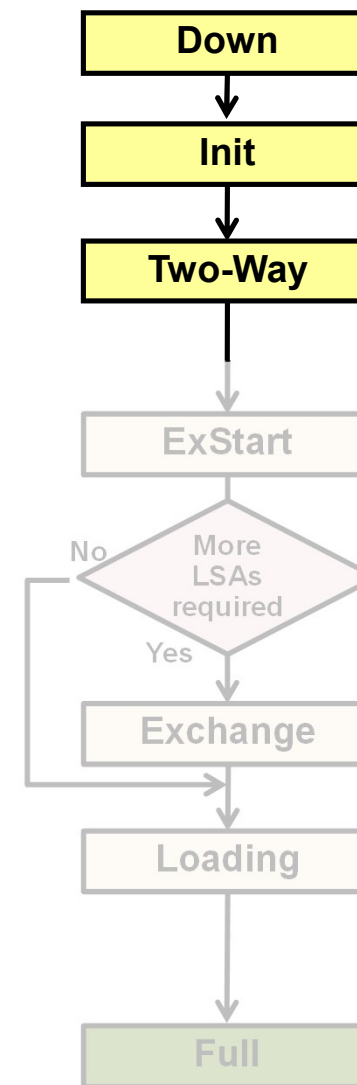 Down
Init
Two-Way
ExStart
No
More
LSAs
required
Yes
Exchange
Loading
Full